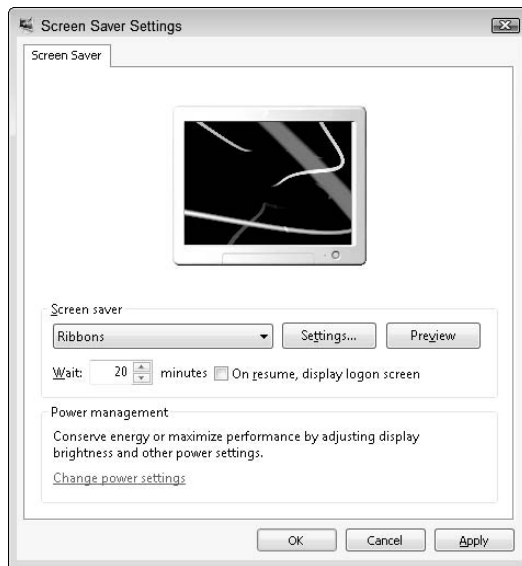 Screen Saver Settings
Screen Saver
Screen saver
Ribbons
Settings...
Preview
Wait: 20 minutes On resume, display logon screen
Power management
Conserve energy or maximize performance by adjusting display
brightness and other power settings.
Change power settings
OK
Cancel
Apply